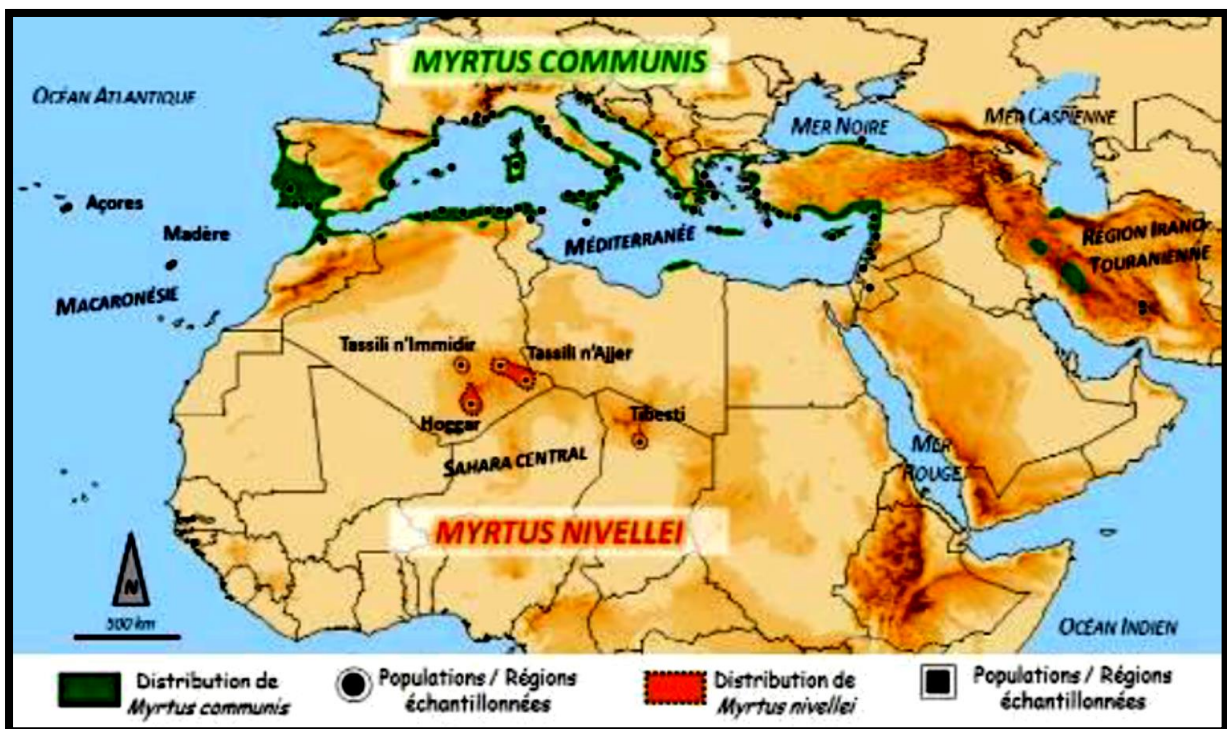 MYRTUS COMMUNIS
OCÉAN ATLANTIQUE
MER NOIRE
MER CASPIENNE
Açores
Madère
MÉDITERRANÉE
RÉGION IRANO-
TOURANIENNE
MACARONÉSIE
Tassili n'Immidir
Tassili n'Ajjer
Hoggar
Tibesti
SAHARA CENTRAL
MER
ROUGE
MYRTUS NIVELLEI
N
500 km
OCÉAN INDIEN
Distribution de
Myrtus communis
Populations / Régions
échantillonnées
Distribution de
Myrtus nivellei
Populations / Régions
échantillonnées